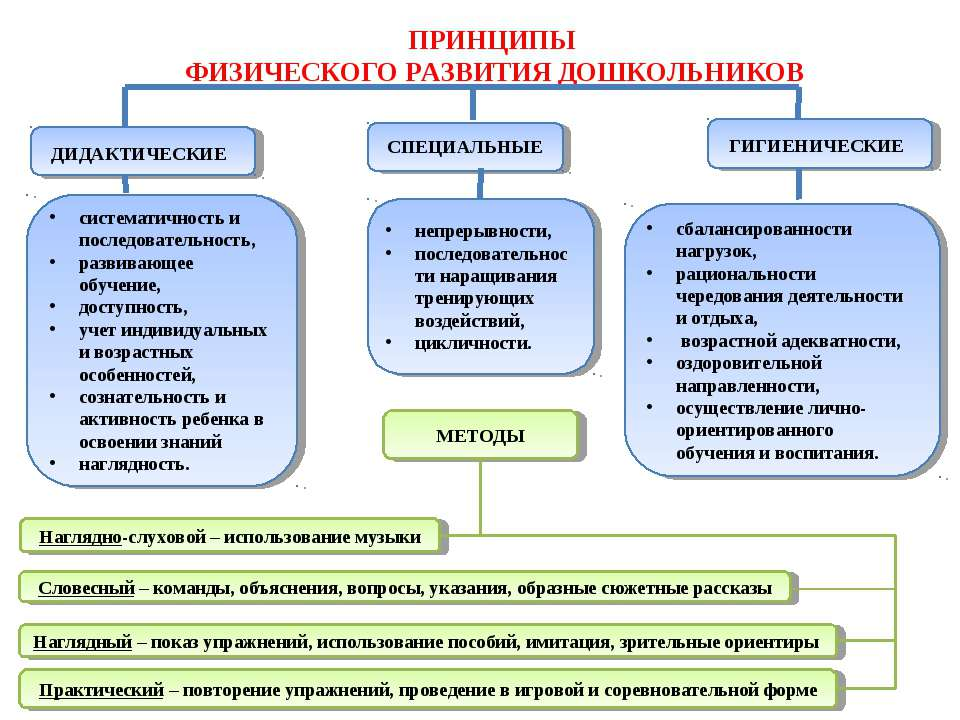 ПРИНЦИПЫ
ФИЗИЧЕСКОГО РАЗВИТИЯ ДОШКОЛЬНИКОВ
ДИДАКТИЧЕСКИЕ
• систематичность и
последовательность,
• развивающее
обучение,
• доступность,
• учет индивидуальных
и возрастных
особенностей,
• сознательность и
активность ребенка в
освоении знаний
• наглядность.
СПЕЦИАЛЬНЫЕ
• непрерывности,
• последовательнос
ти наращивания
тренирующих
воздействий,
• цикличности.
ГИГИЕНИЧЕСКИЕ
• сбалансированности
нагрузок,
• рациональности
чередования деятельности
и отдыха,
• возрастной адекватности,
• оздоровительной
направленности,
• осуществление лично-
ориентированного
обучения и воспитания.
МЕТОДЫ
Наглядно-слуховой – использование музыки
Словесный – команды, объяснения, вопросы, указания, образные сюжетные рассказы
Наглядный – показ упражнений, использование пособий, имитация, зрительные ориентиры
Практический – повторение упражнений, проведение в игровой и соревновательной форме